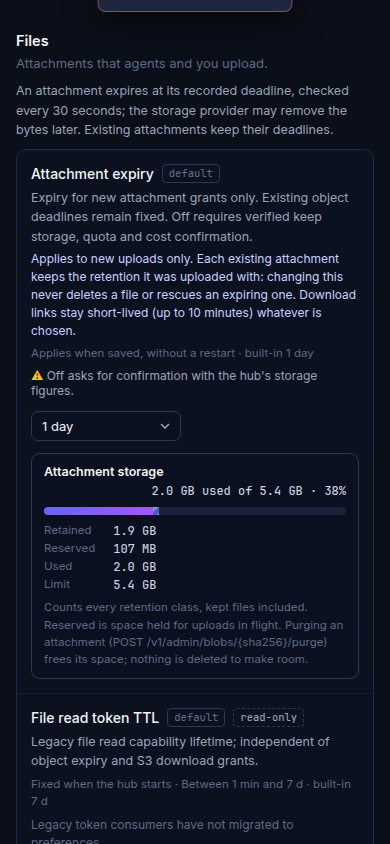 Files
Attachments that agents and you upload.
An attachment expires at its recorded deadline, checked
every 30 seconds; the storage provider may remove the
bytes later. Existing attachments keep their deadlines.
Attachment expiry default
Expiry for new attachment grants only. Existing object
deadlines remain fixed. Off requires verified keep
storage, quota and cost confirmation.
Applies to new uploads only. Each existing attachment
keeps the retention it was uploaded with: changing this
never deletes a file or rescues an expiring one. Download
links stay short-lived (up to 10 minutes) whatever is
chosen.
Applies when saved, without a restart · built-in 1 day
⚠ Off asks for confirmation with the hub's storage
figures.
1 day
Attachment storage
2.0 GB used of 5.4 GB · 38%
Retained 1.9 GB
Reserved 107 MB
Used 2.0 GB
Limit 5.4 GB
Counts every retention class, kept files included.
Reserved is space held for uploads in flight. Purging an
attachment (POST /v1/admin/blobs/{sha256}/purge)
frees its space; nothing is deleted to make room.
File read token TTL default read-only
Legacy file read capability lifetime; independent of
object expiry and S3 download grants.
Fixed when the hub starts · Between 1 min and 7 d · built-in
7 d
Legacy token consumers have not migrated to
preferences